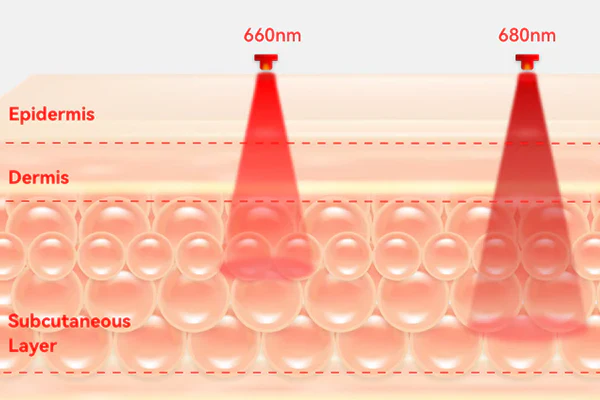 660nm
680nm
Epidermis
Dermis
Subcutaneous
Layer